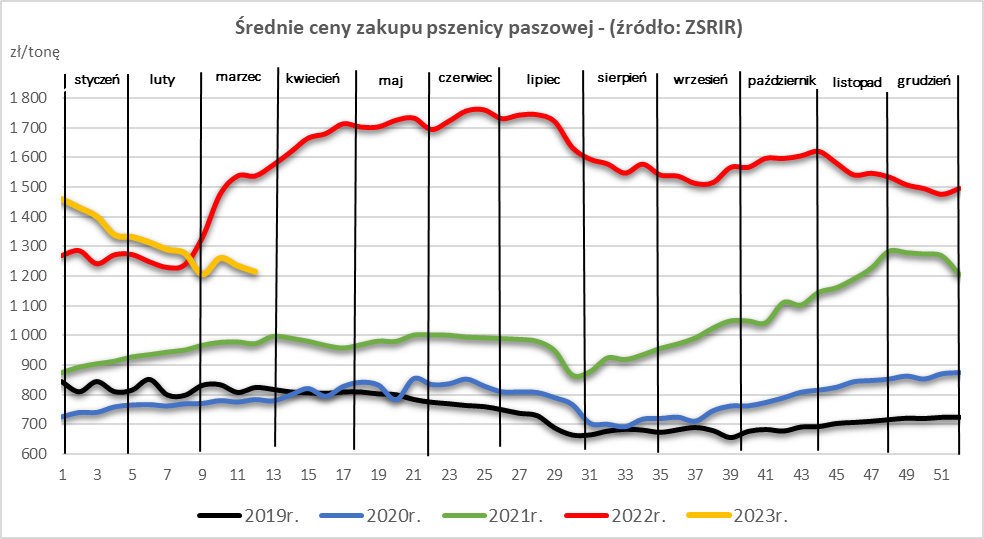 Średnie ceny zakupu pszenicy paszowej - (źródło: ZSRIR)
zł/tonę
styczeń luty marzec kwiecień maj czerwiec lipiec sierpień wrzesień październik listopad grudzień
1 800
1 700
1 600
1 500
1 400
1 300
1 200
1 100
1 000
900
800
700
600
1 3 5 7 9 11 13 15 17 19 21 23 25 27 29 31 33 35 37 39 41 43 45 47 49 51
2019r. 2020r. 2021r. 2022r. 2023r.